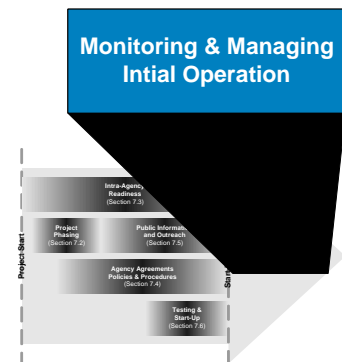 Monitoring & Managing
Intial Operation
Intra-Agency
Readiness
(Section 7.3)
Project
Phasing
(Section 7.2)
Public Informat
and Outreach
(Section 7.5)
Agency Agreements
Policies & Procedures
(Section 7.4)
Testing &
Start-Up
(Section 7.6)
Project Start
Start